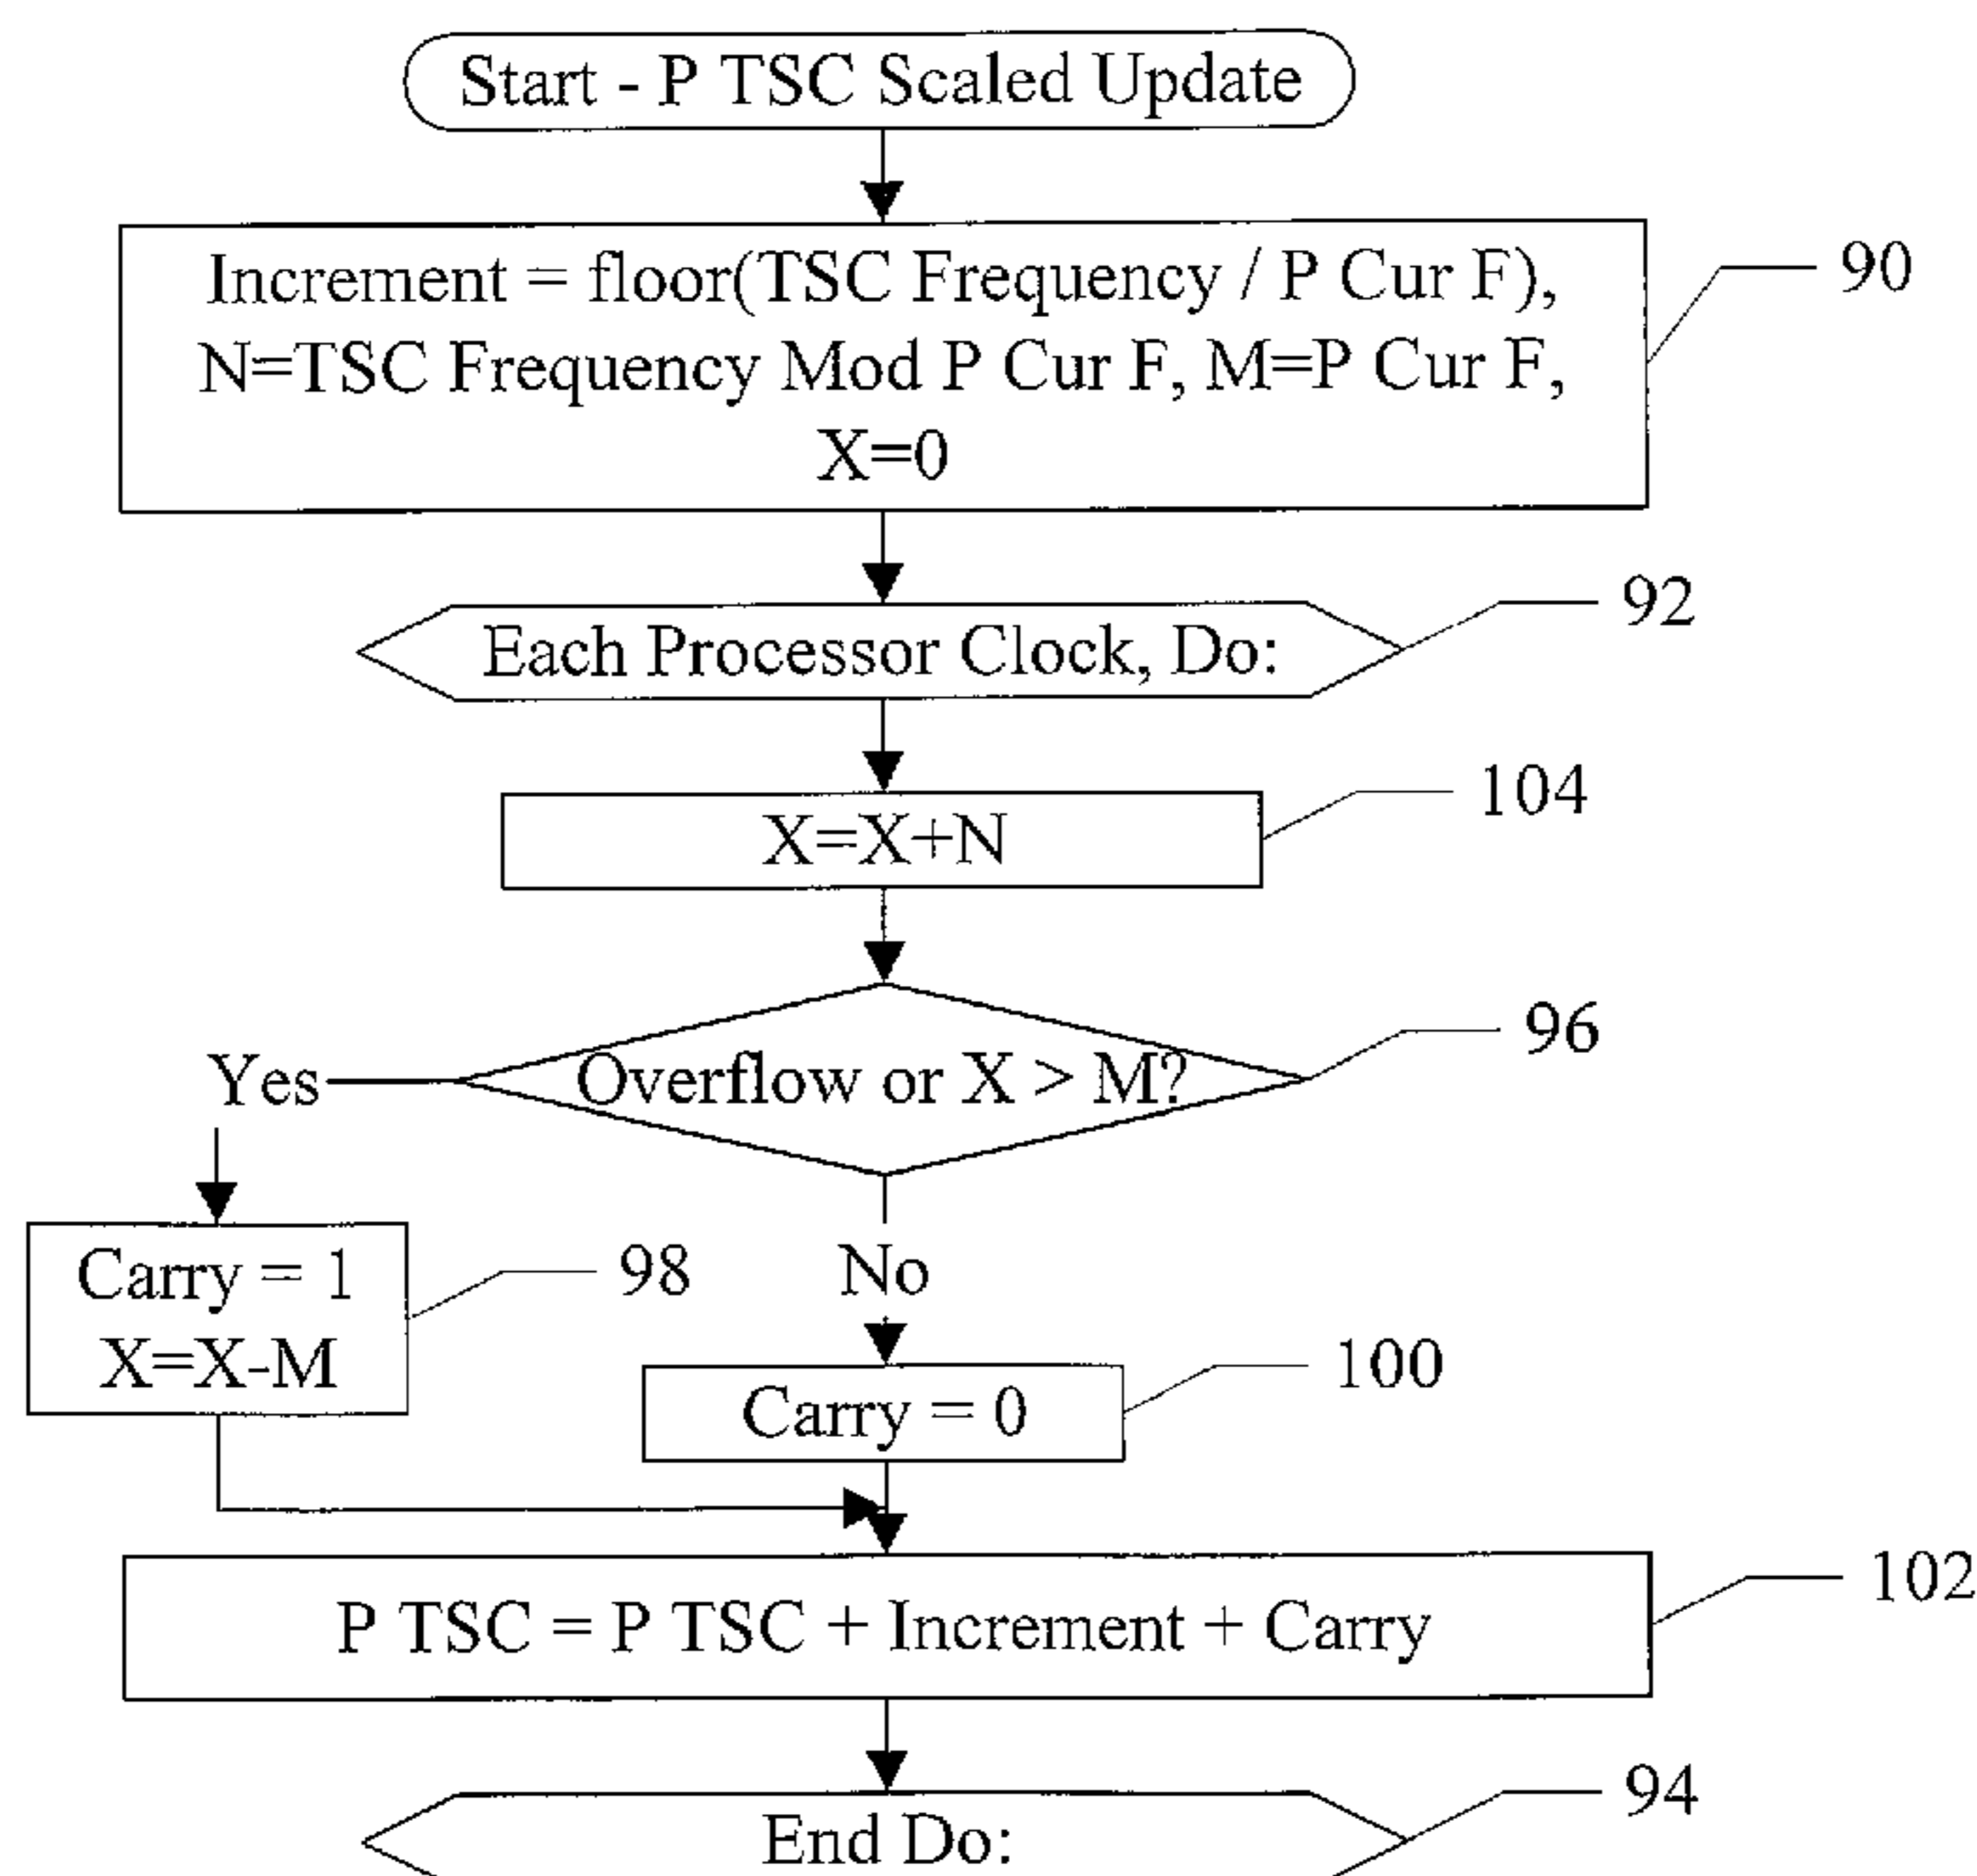 Start - P TSC Scaled Update
Increment = floor(TSC Frequency / P Cur F),
N=TSC Frequency Mod P Cur F, M=P Cur F,
X=0
90
Each Processor Clock, Do:
92
X=X+N
104
Overflow or X > M?
96
Yes
Carry = 1
X=X-M
98
No
Carry = 0
100
P TSC = P TSC + Increment + Carry
102
End Do:
94